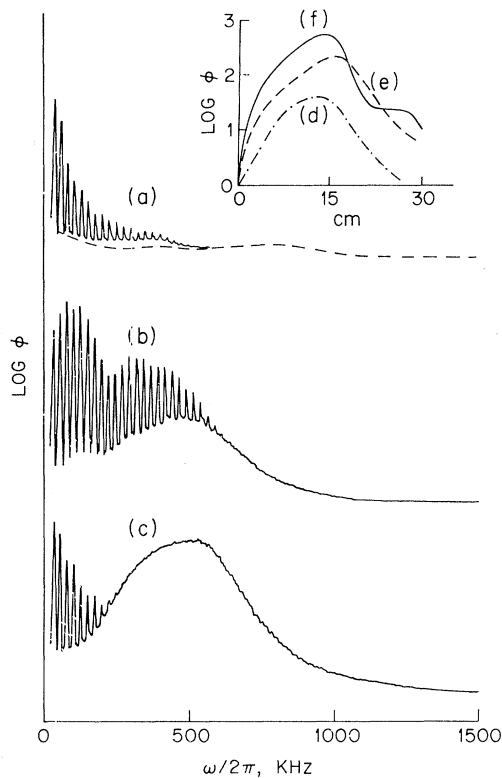 3
2
1
0
LOG ϕ
(f)
(e)
(d)
0
15
30
cm
(a)
(b)
(c)
LOG ϕ
0
500
1000
1500
ω/2π, KHz